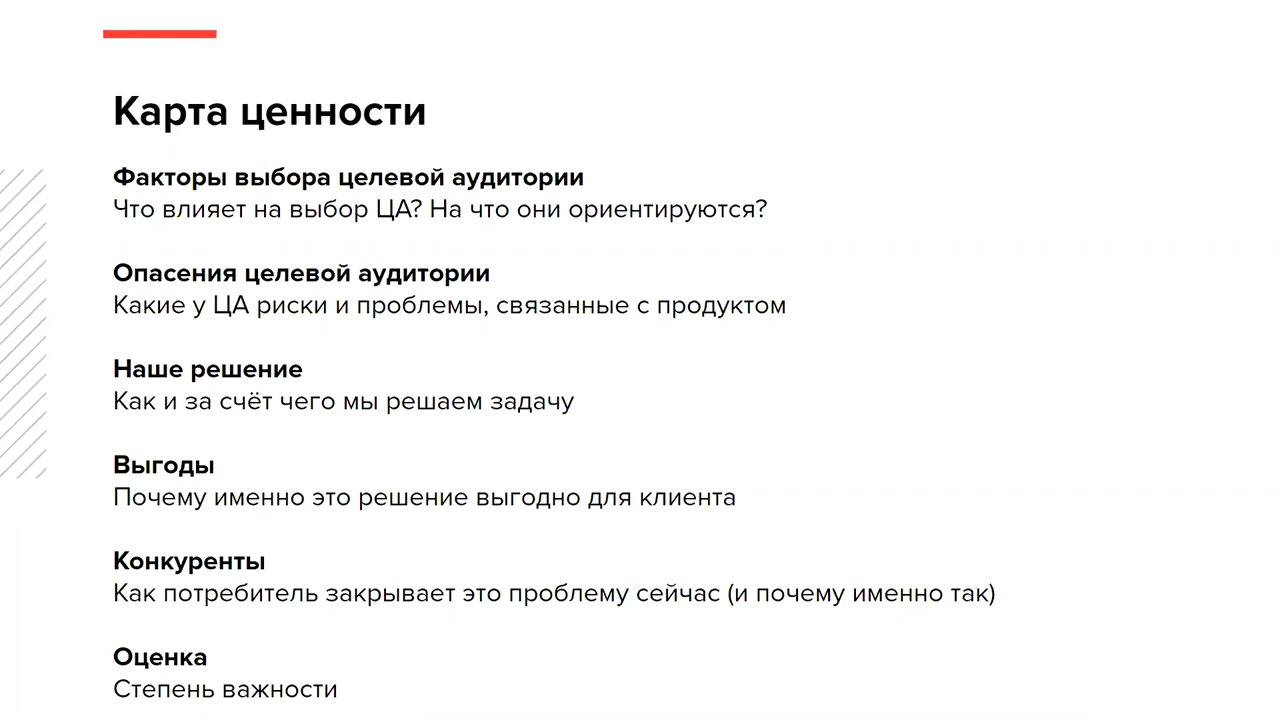 Карта ценности
Факторы выбора целевой аудитории
Что влияет на выбор ЦА? На что они ориентируются?
Опасения целевой аудитории
Какие у ЦА риски и проблемы, связанные с продуктом
Наше решение
Как и за счёт чего мы решаем задачу
Выгоды
Почему именно это решение выгодно для клиента
Конкуренты
Как потребитель закрывает это проблему сейчас (и почему именно так)
Оценка
Степень важности